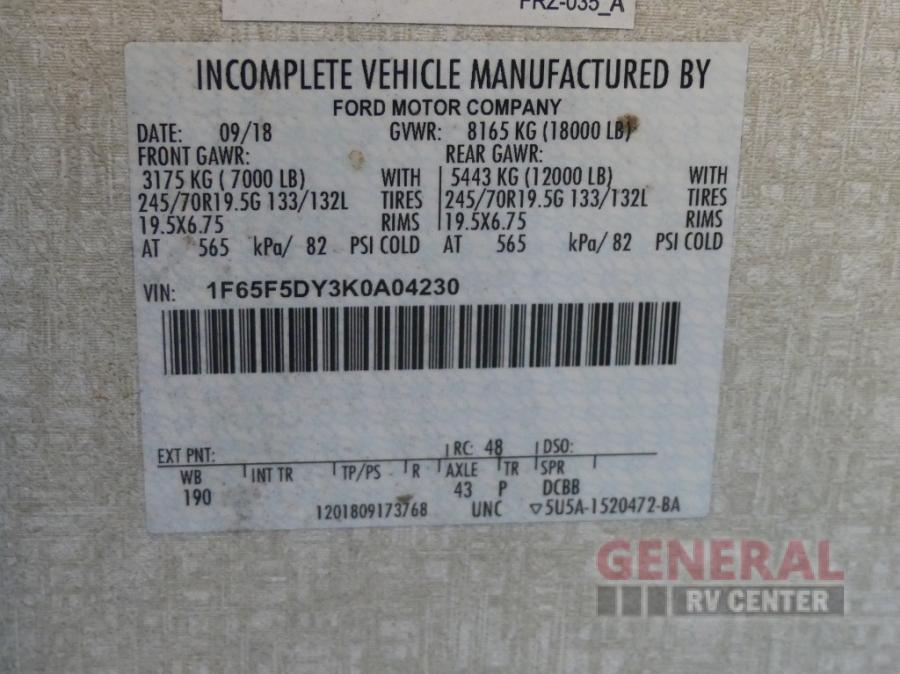 FRZ-035_A
INCOMPLETE VEHICLE MANUFACTURED BY
FORD MOTOR COMPANY
DATE: 09/18 GVWR: 8165 KG (18000 LB)
FRONT GAWR: REAR GAWR:
3175 KG ( 7000 LB) WITH 5443 KG (12000 LB) WITH
245/70R19.5G 133/132L TIRES 245/70R19.5G 133/132L TIRES
19.5X6.75 RIMS 19.5X6.75 RIMS
AT 565 kPa/ 82 PSI COLD AT 565 kPa/ 82 PSI COLD
VIN: 1F65F5DY3K0A04230
EXT PNT: RC: 48 DSO:
WB INT TR TP/PS R AXLE TR SPR
190 43 P DCBB
1201809173768 UNC ▽5U5A-1520472-BA
GENERAL
RV CENTER